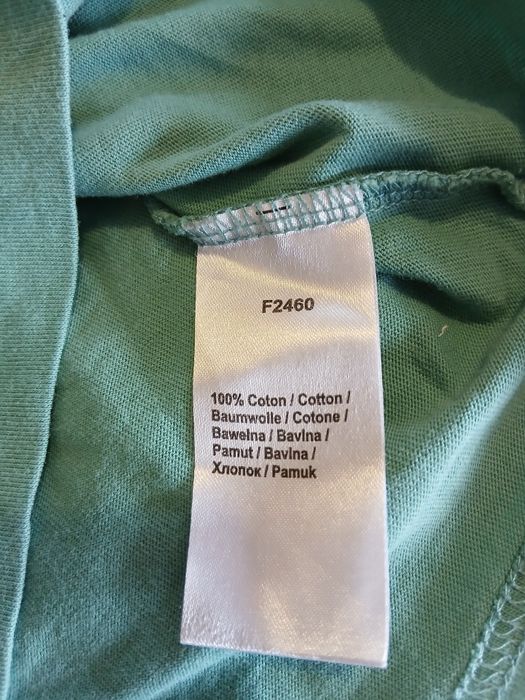 F2460
100% Coton / Cotton /
Baumwolle / Cotone /
Bawełna / Bavlna /
Pamut / Bavlna /
Хлопок / Pamuk